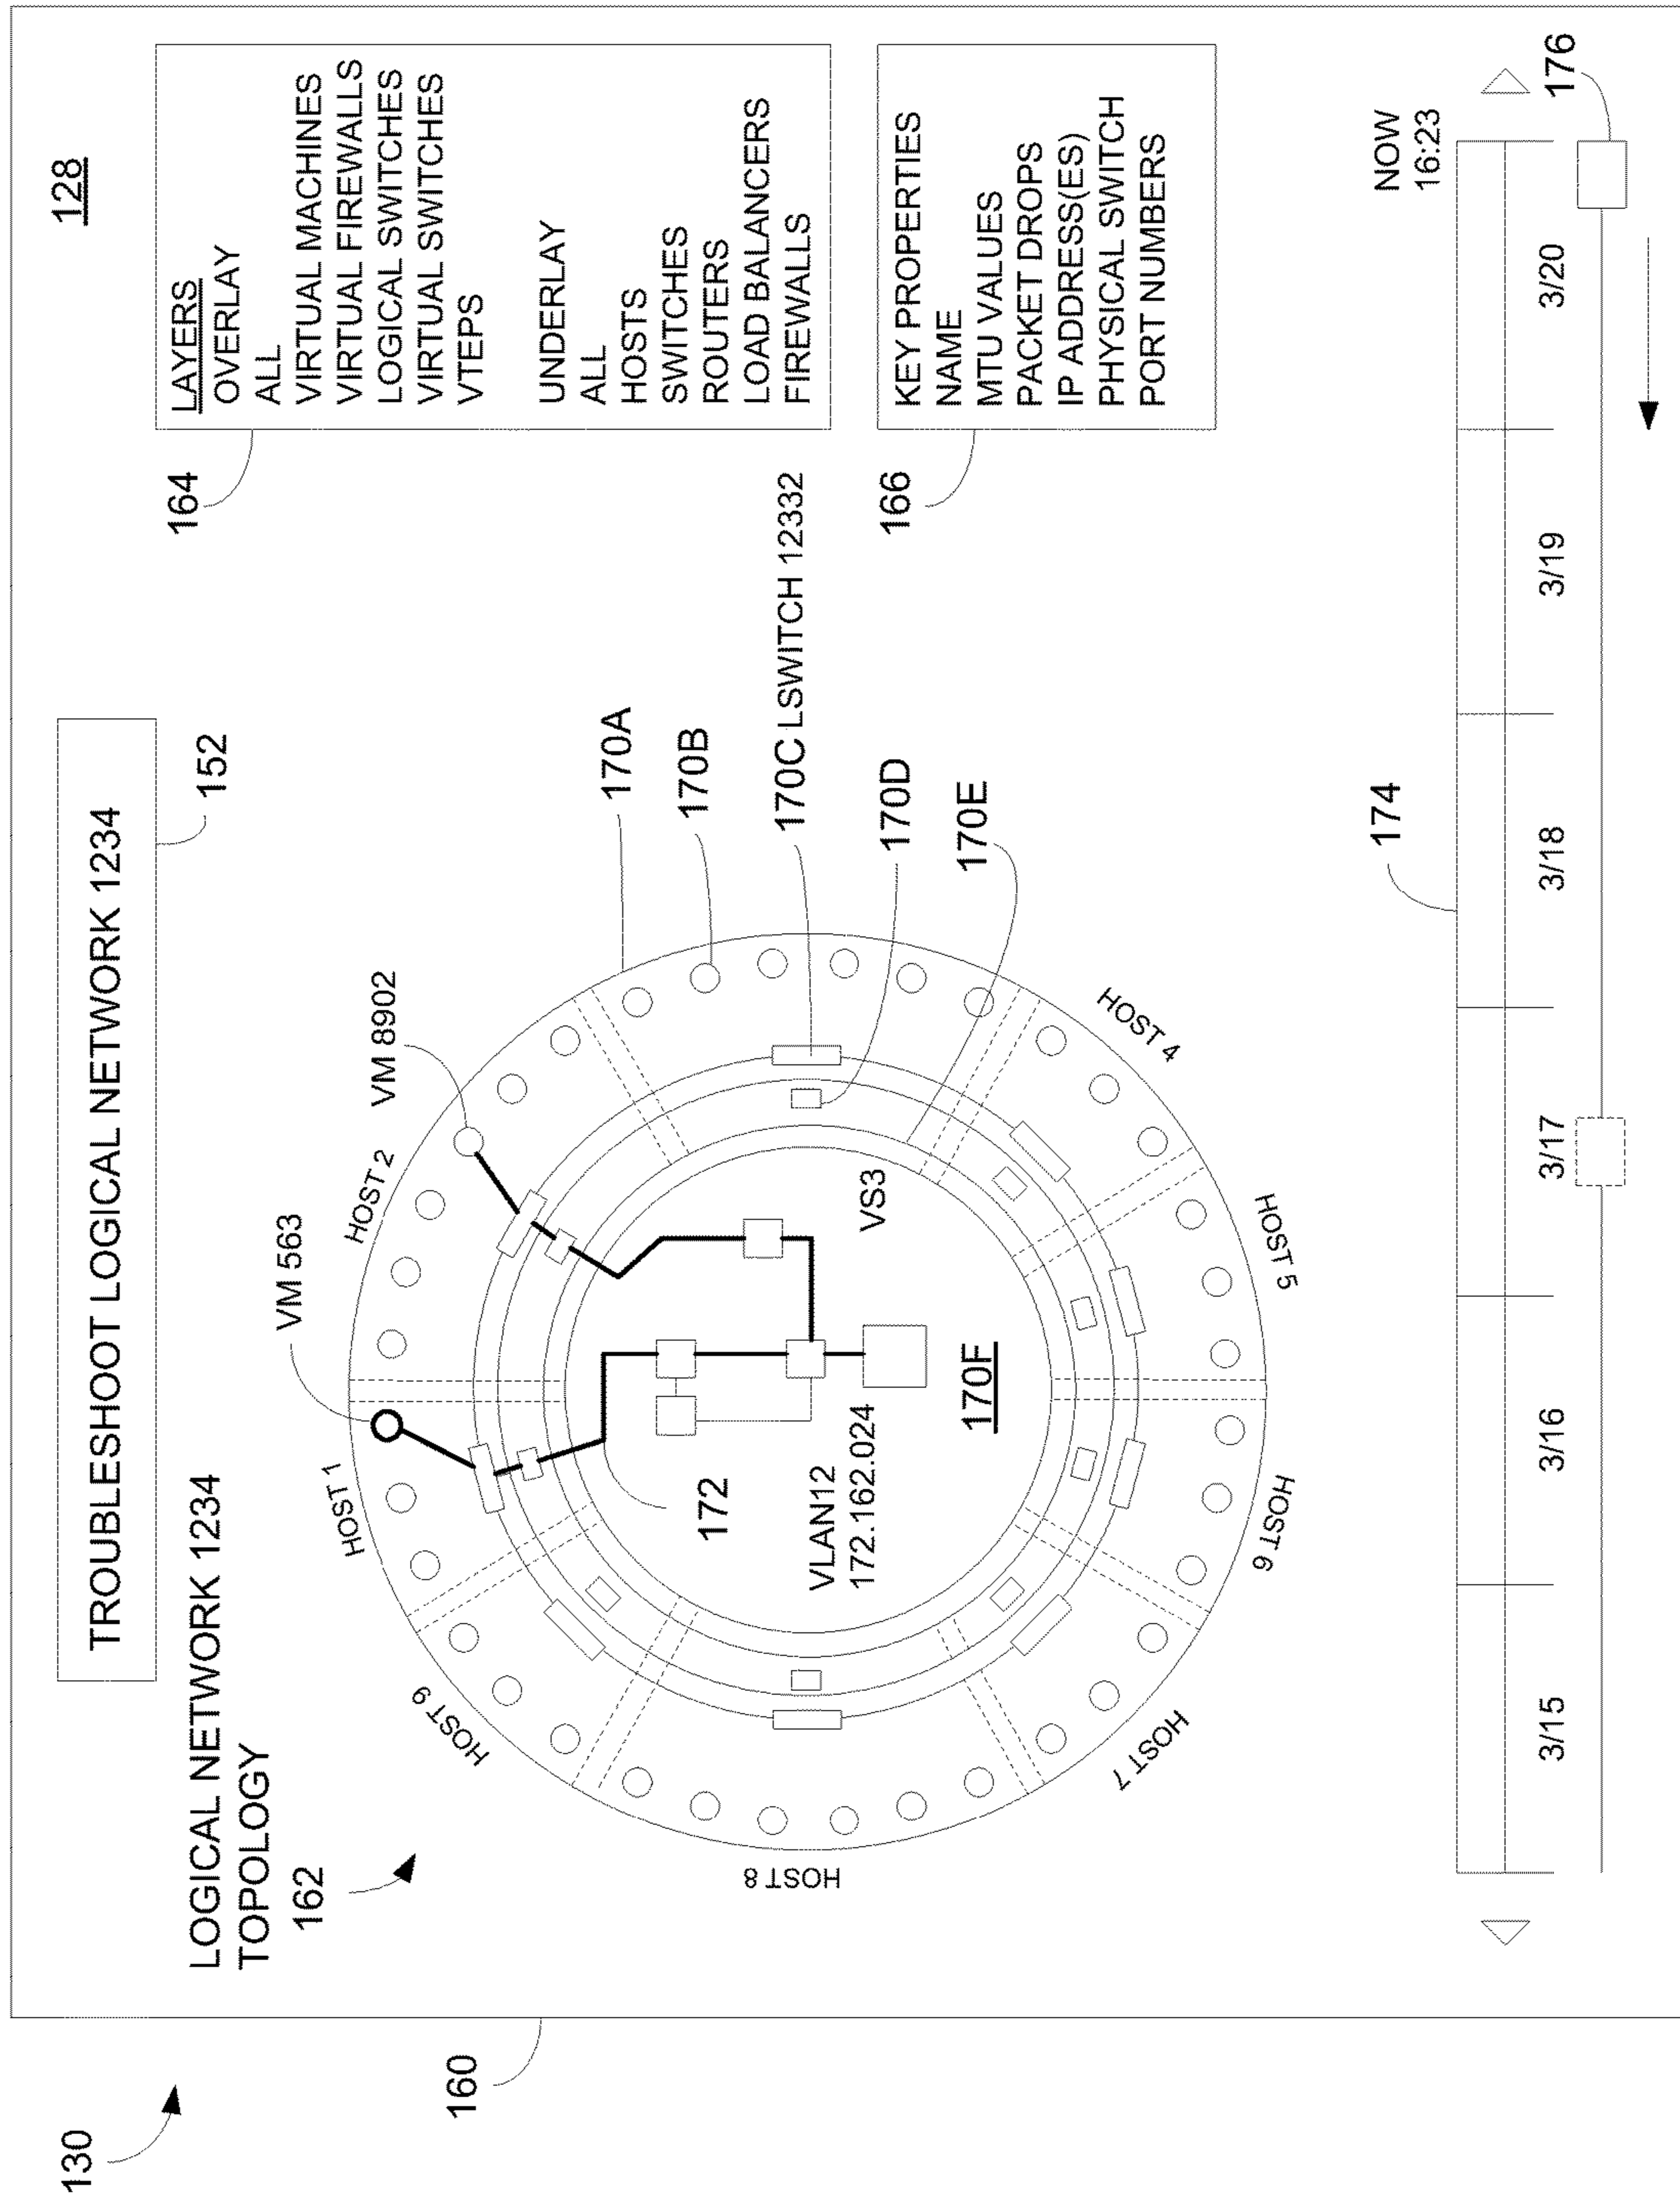 130
128
TROUBLESHOOT LOGICAL NETWORK 1234
152
160
LOGICAL NETWORK 1234
TOPOLOGY
162
LAYERS
OVERLAY
ALL
VIRTUAL MACHINES
VIRTUAL FIREWALLS
LOGICAL SWITCHES
VIRTUAL SWITCHES
VTEPS
UNDERLAY
ALL
HOSTS
SWITCHES
ROUTERS
LOAD BALANCERS
FIREWALLS
164
KEY PROPERTIES
NAME
MTU VALUES
PACKET DROPS
IP ADDRESS(ES)
PHYSICAL SWITCH
PORT NUMBERS
166
VM 563
VM 8902
HOST 1
HOST 2
HOST 4
HOST 5
HOST 6
HOST 7
HOST 8
HOST 9
170A
170B
170C LSWITCH 12332
170D
170E
172
VS3
VLAN12
172.162.024
170F
174
NOW
16:23
3/15
3/16
3/17
3/18
3/19
3/20
176